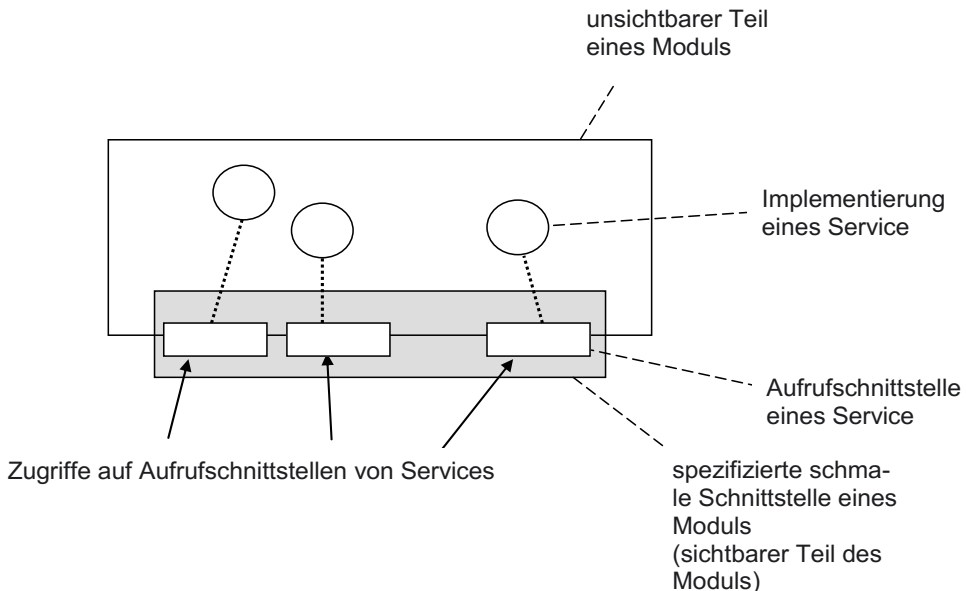 unsichtbarer Teil
eines Moduls
Implementierung
eines Service
Aufrufschnittstelle
eines Service
Zugriffe auf Aufrufschnittstellen von Services
spezifizierte schma-
le Schnittstelle eines
Moduls
(sichtbarer Teil des
Moduls)